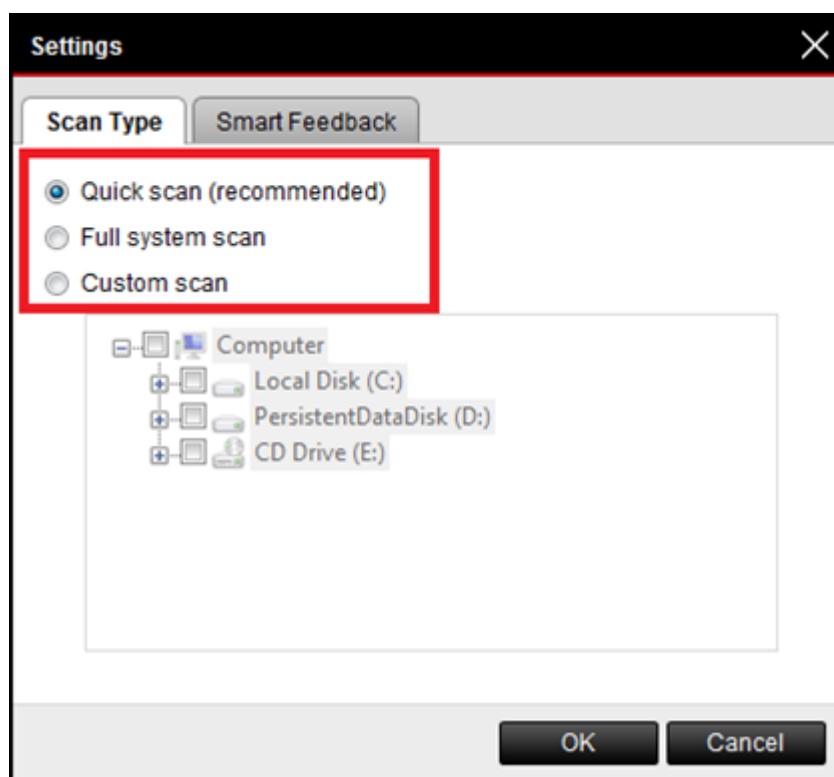 Settings
Scan Type
Smart Feedback
Quick scan (recommended)
Full system scan
Custom scan
Computer
Local Disk (C:)
PersistentDataDisk (D:)
CD Drive (E:)
OK
Cancel